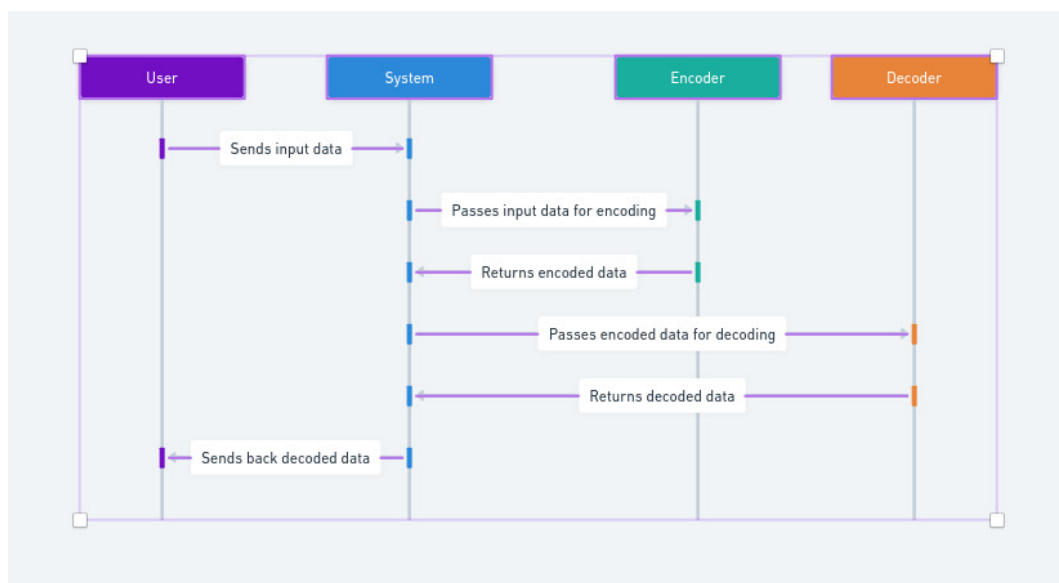 User
System
Encoder
Decoder
Sends input data
Passes input data for encoding
Returns encoded data
Passes encoded data for decoding
Returns decoded data
Sends back decoded data